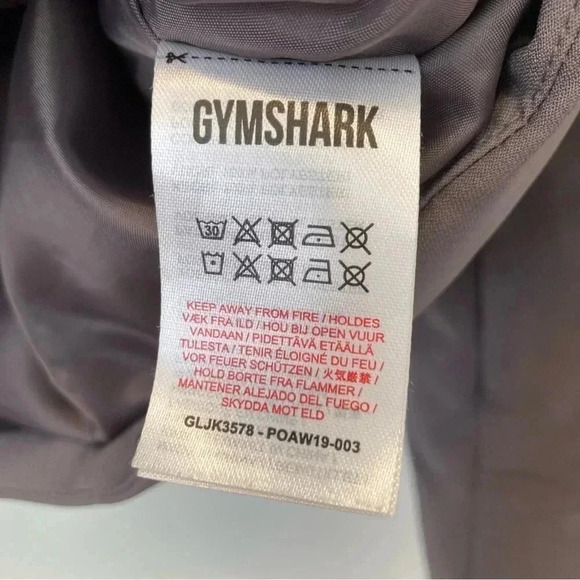 GYMSHARK
30
KEEP AWAY FROM FIRE / HOLDES
VÆK FRA ILD / HOU BIJ OPEN VUUR
VANDAAN / PIDETTÄVÄ ETÄÄLLÄ
TULESTA / TENIR ÉLOIGNÉ DU FEU /
VOR FEUER SCHÜTZEN / 火気厳禁 /
HOLD BORTE FRA FLAMMER /
MANTENER ALEJADO DEL FUEGO /
SKYDDA MOT ELD
GLJK3578 - POAW19-003